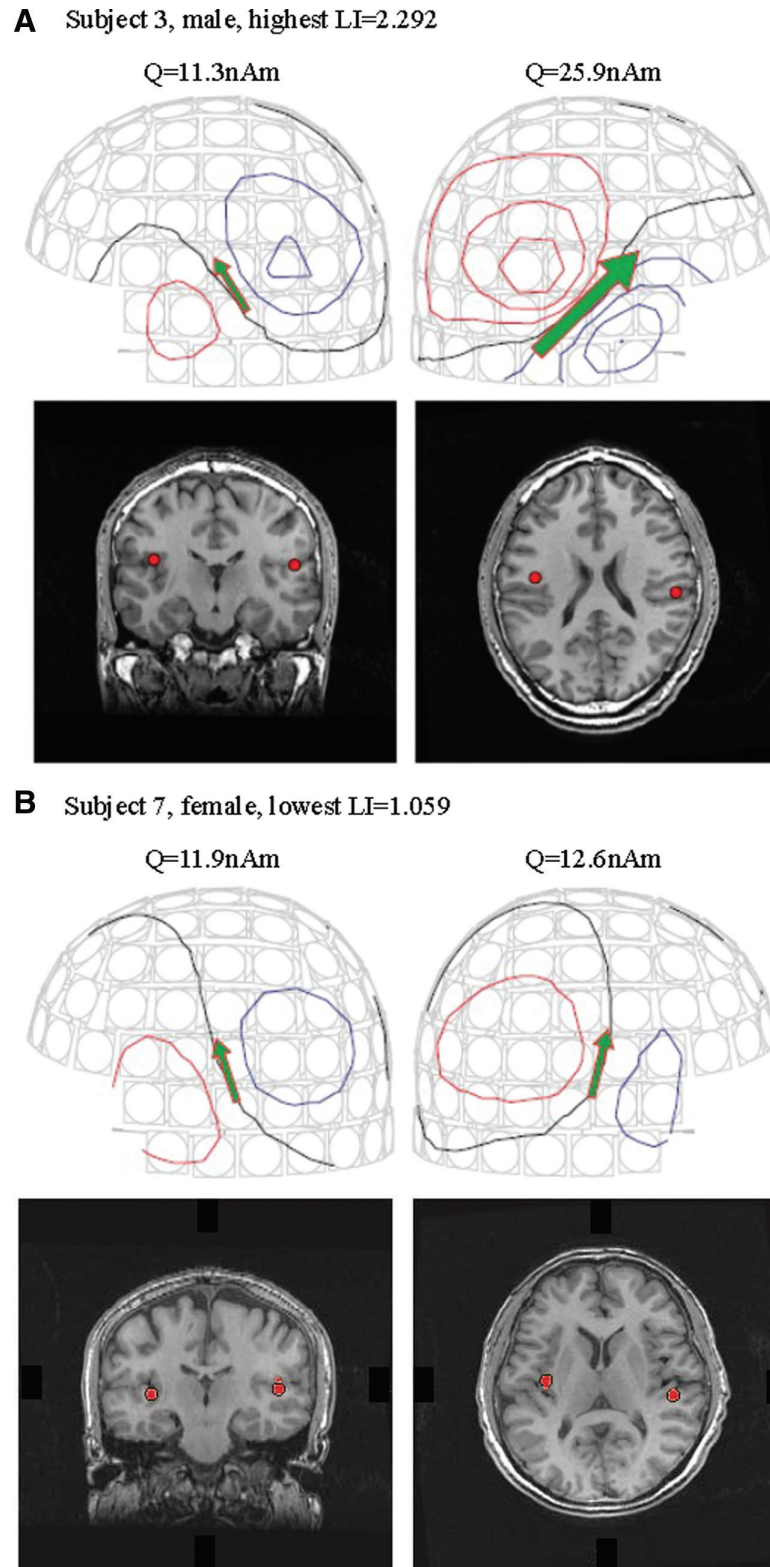 A Subject 3, male, highest LI=2.292
Q=11.3nAm Q=25.9nAm
B Subject 7, female, lowest LI=1.059
Q=11.9nAm Q=12.6nAm